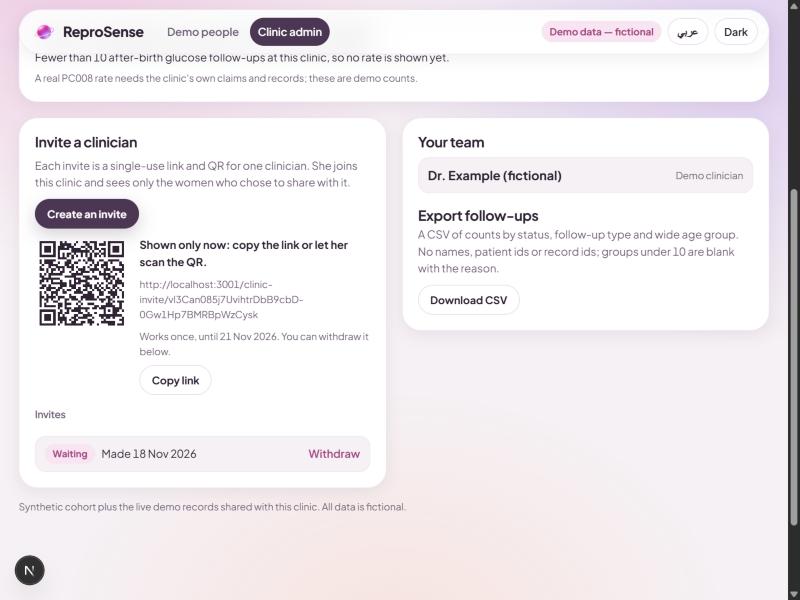 ReproSense
Demo people
Clinic admin
Demo data — fictional
عربي
Dark
Fewer than 10 after-birth glucose follow-ups at this clinic, so no rate is shown yet.
A real PC008 rate needs the clinic's own claims and records; these are demo counts.
Invite a clinician
Each invite is a single-use link and QR for one clinician. She joins
this clinic and sees only the women who chose to share with it.
Create an invite
Shown only now: copy the link or let her
scan the QR.
http://localhost:3001/clinic-
invite/vl3Can085j7UvihtrDbB9cbD-
0Gw1Hp7BMRBpWzCysk
Works once, until 21 Nov 2026. You can withdraw it
below.
Copy link
Invites
Waiting
Made 18 Nov 2026
Withdraw
Your team
Dr. Example (fictional)
Demo clinician
Export follow-ups
A CSV of counts by status, follow-up type and wide age group.
No names, patient ids or record ids; groups under 10 are blank
with the reason.
Download CSV
Synthetic cohort plus the live demo records shared with this clinic. All data is fictional.
N